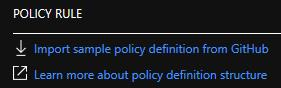 POLICY RULE
Import sample policy definition from GitHub
Learn more about policy definition structure